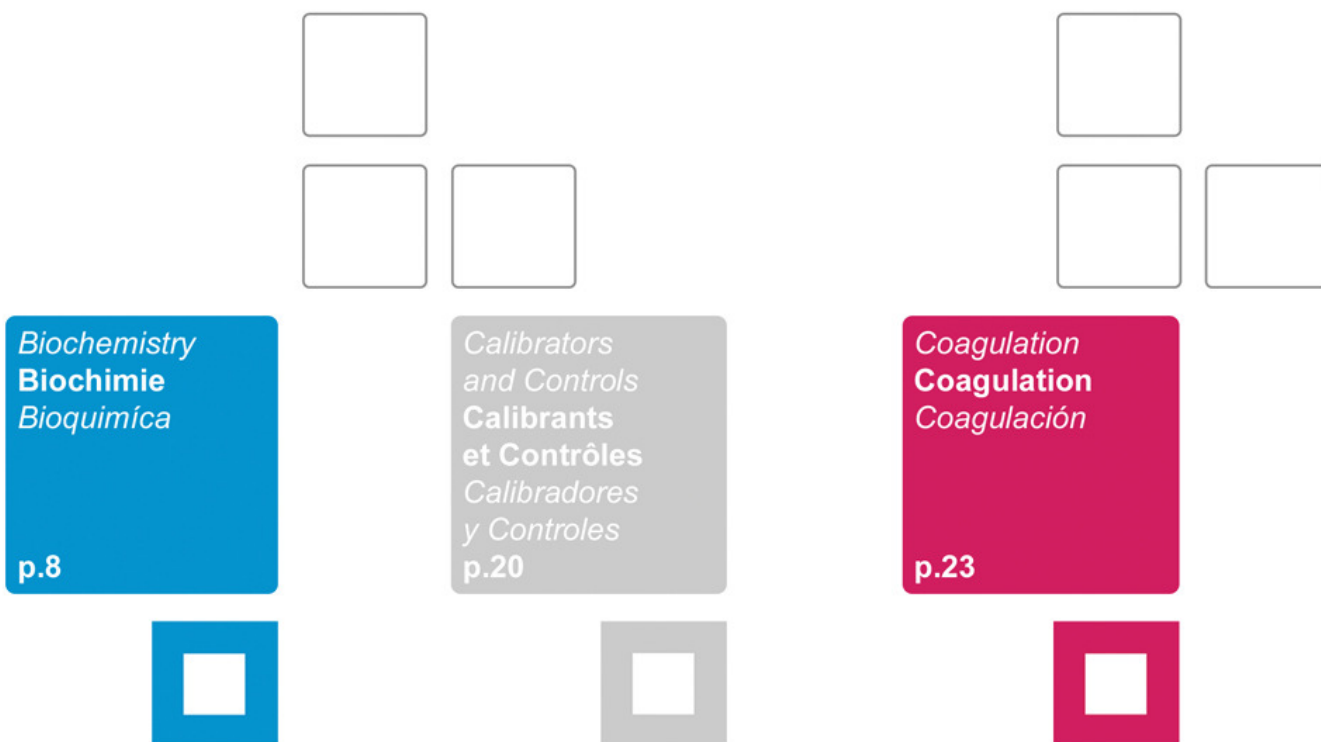 Biochemistry
Biochimie
Bioquimíca
p.8
Calibrators
and Controls
Calibrants
et Contrôles
Calibradores
y Controles
p.20
Coagulation
Coagulation
Coagulación
p.23